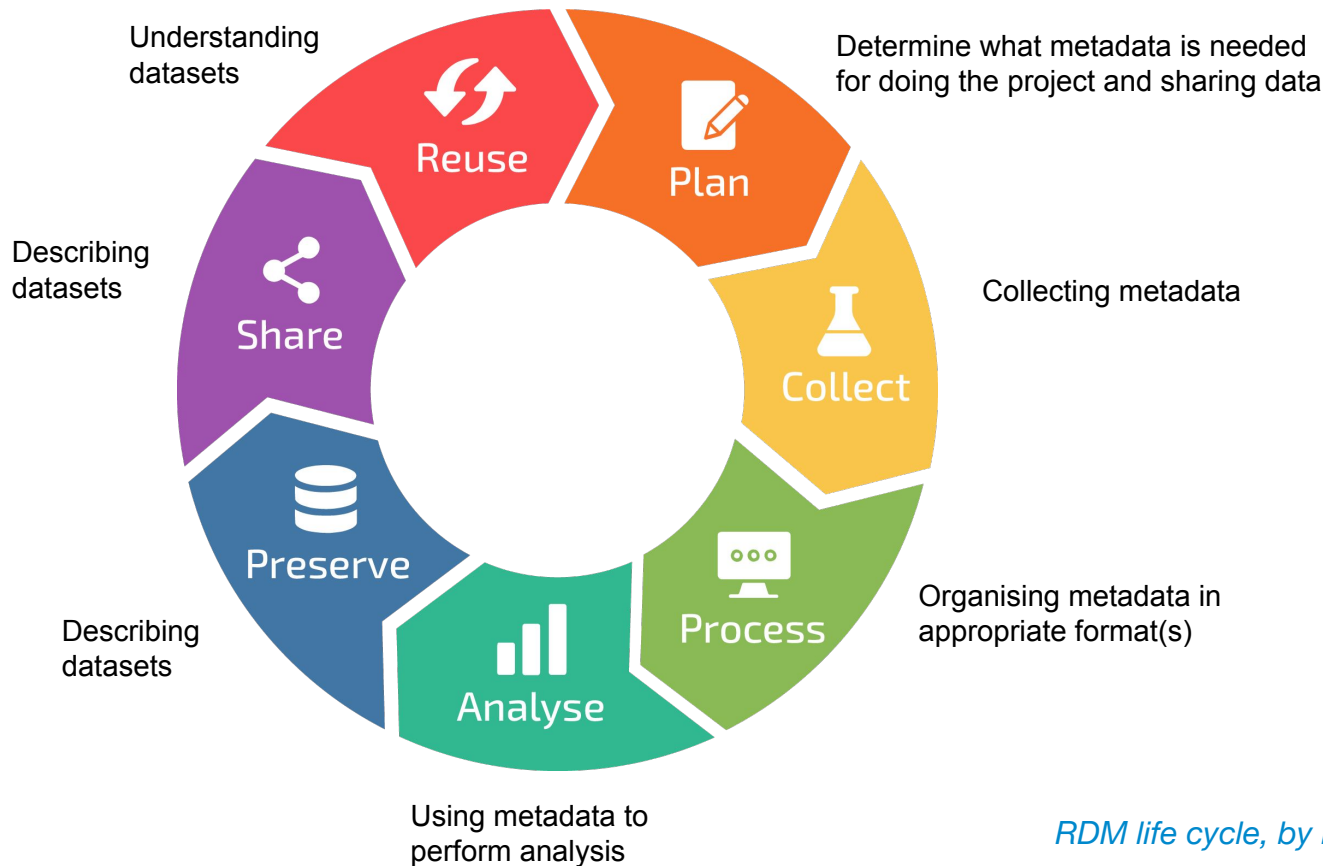 Understanding
datasets
Reuse
Determine what metadata is needed
for doing the project and sharing data
Plan
Collecting metadata
Collect
Organising metadata in
appropriate format(s)
Process
Using metadata to
perform analysis
Analyse
Describing
datasets
Preserve
Describing
datasets
Share
RDM life cycle, by